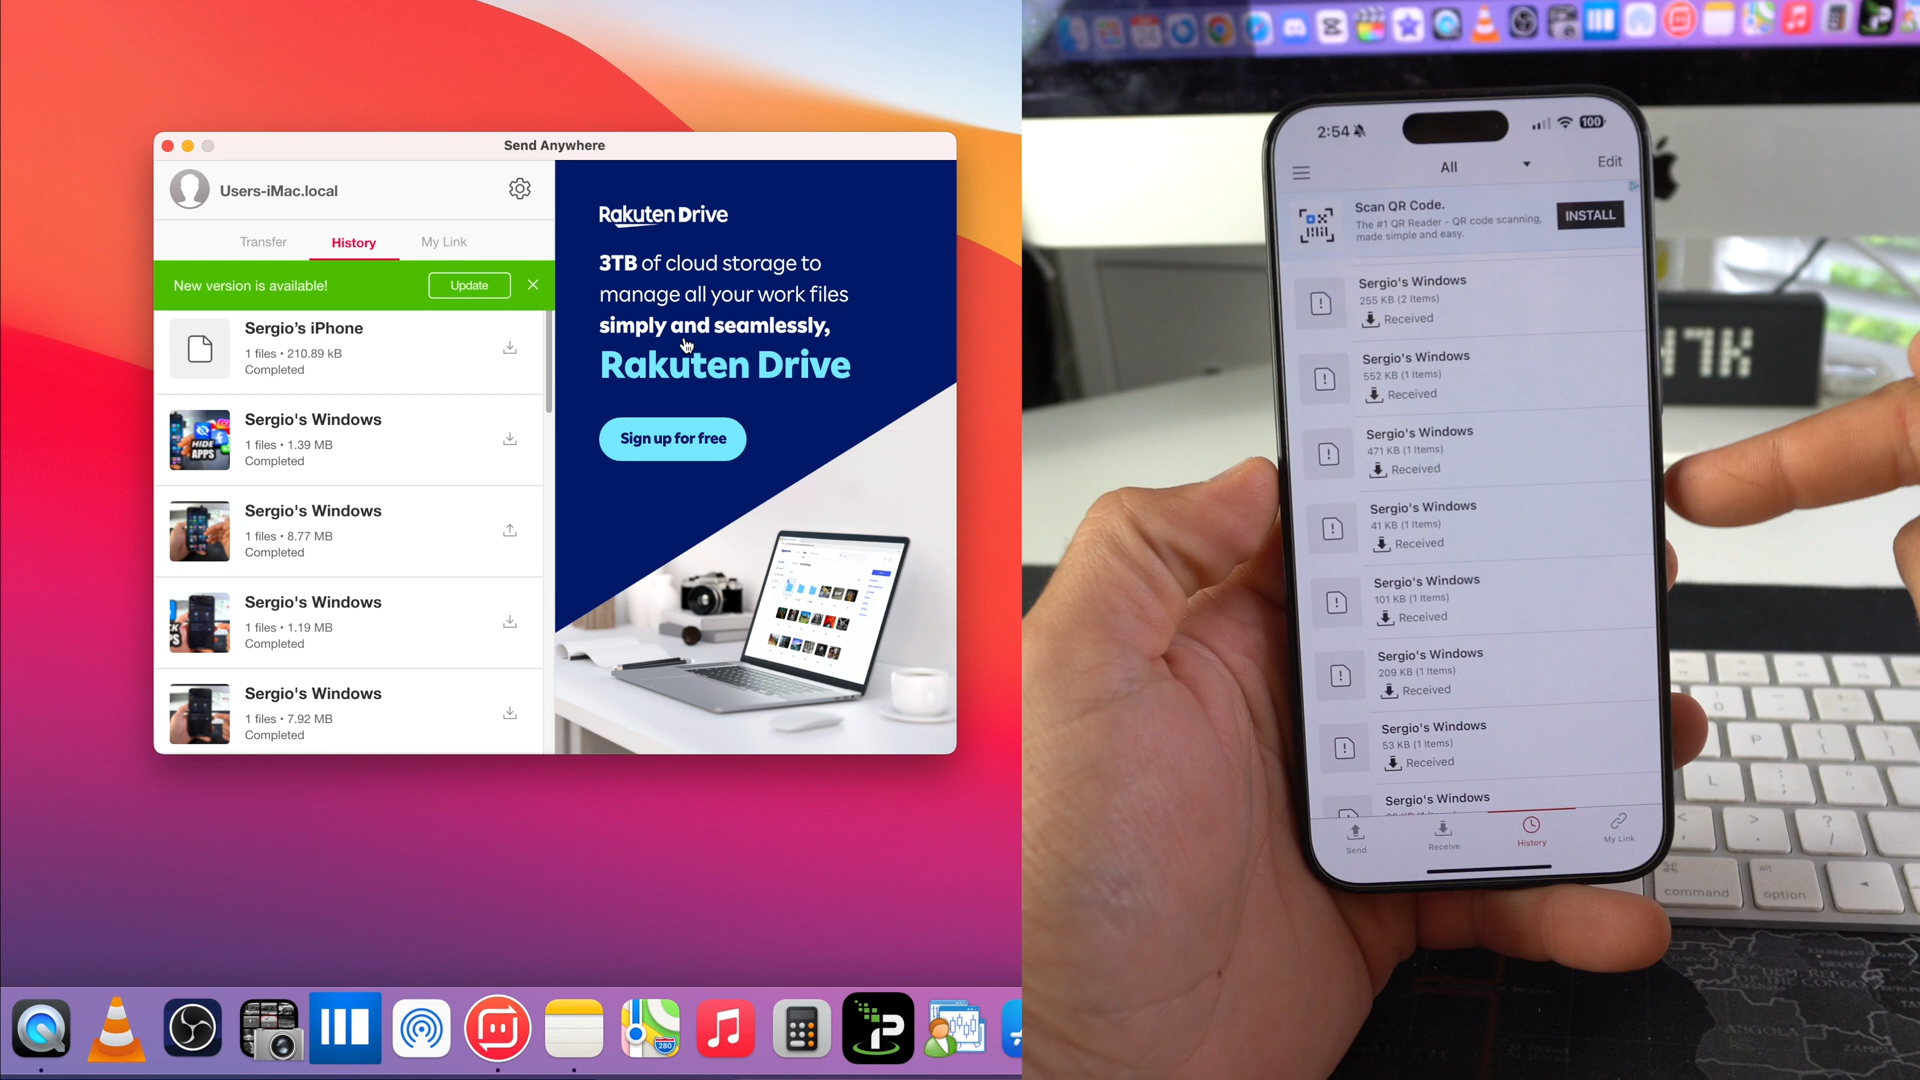 Send Anywhere
Users-iMac.local
Transfer
History
My Link
New version is available!
Update
Sergio’s iPhone
1 files • 210.89 kB
Completed
Sergio's Windows
1 files • 1.39 MB
Completed
HIDE
APPS
Sergio's Windows
1 files • 8.77 MB
Completed
Sergio's Windows
1 files • 1.19 MB
Completed
Sergio's Windows
1 files • 7.92 MB
Completed
Rakuten Drive
3TB of cloud storage to
manage all your work files
simply and seamlessly,
Rakuten Drive
Sign up for free
280
2:54
100
All
Edit
Scan QR Code.
The #1 QR Reader - QR code scanning,
made simple and easy.
INSTALL
Sergio's Windows
255 KB (2 Items)
Received
Sergio's Windows
552 KB (1 Items)
Received
Sergio's Windows
471 KB (1 Items)
Received
Sergio's Windows
41 KB (1 Items)
Received
Sergio's Windows
101 KB (1 Items)
Received
Sergio's Windows
209 KB (1 Items)
Received
Sergio's Windows
53 KB (1 Items)
Received
Sergio's Windows
Send
Receive
History
My Link
P
L
command
alt
option
ANGOLA